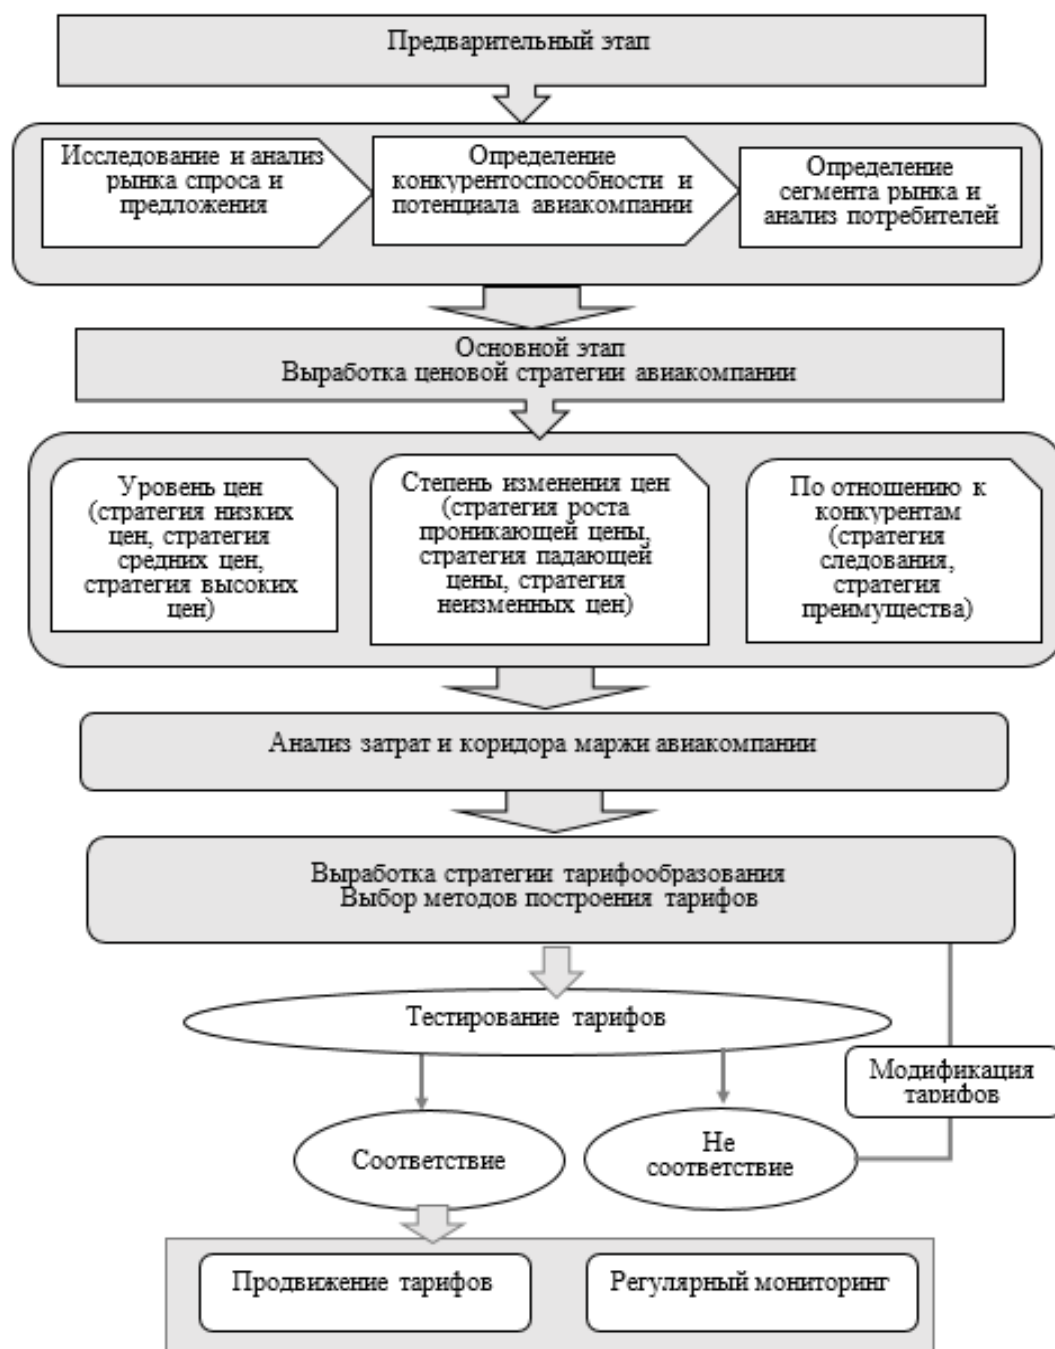 Предварительный этап
Исследование и анализ
рынка спроса и
предложения
Определение
конкурентоспособности и
потенциала авиакомпании
Определение
сегмента рынка и
анализ потребителей
Основной этап
Выработка ценовой стратегии авиакомпании
Уровень цен
(стратегия низких
цен, стратегия
средних цен,
стратегия высоких
цен)
Степень изменения цен
(стратегия роста
проникающей цены,
стратегия падающей
цены, стратегия
неизменных цен)
По отношению к
конкурентам
(стратегия
следования,
стратегия
преимущества)
Анализ затрат и коридора маржи авиакомпании
Выработка стратегии тарифообразования
Выбор методов построения тарифов
Тестирование тарифов
Модификация
тарифов
Соответствие
Не
соответствие
Продвижение тарифов
Регулярный мониторинг